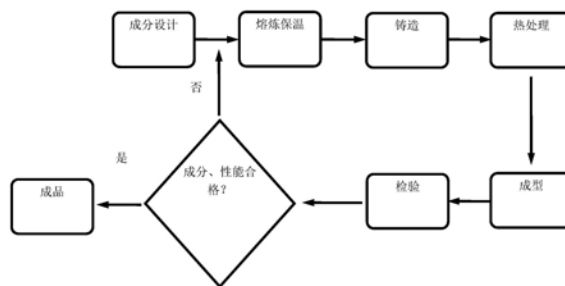 成分设计
熔炼保温
铸造
热处理
否
是
成分、性能合
格？
成品
检验
成型